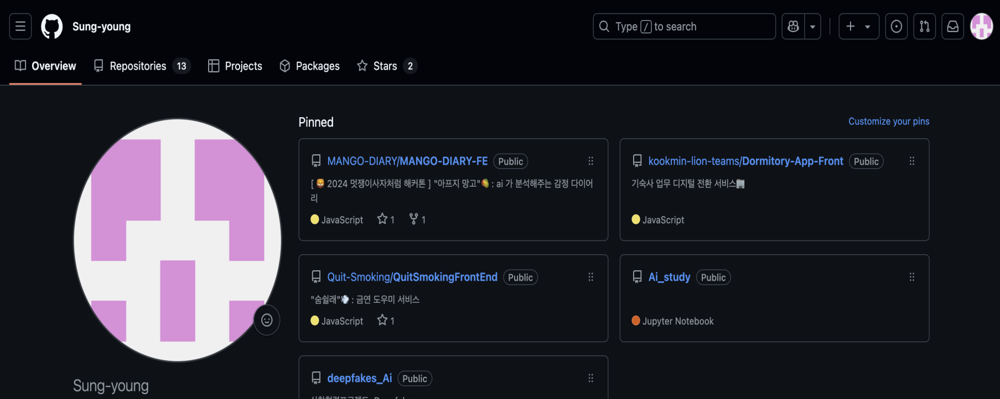 Sung-young
Type / to search
Overview
Repositories 13
Projects
Packages
Stars 2
Pinned
Customize your pins
MANGO-DIARY/MANGO-DIARY-FE Public
[ 🦁 2024 멋쟁이사자처럼 해커톤 ] "아프지 망고"🥭 : ai 가 분석해주는 감정 다이어
리
JavaScript 1 1
kookmin-lion-teams/Dormitory-App-Front Public
기숙사 업무 디지털 전환 서비스🏢
JavaScript
Quit-Smoking/QuitSmokingFrontEnd Public
"숨쉴래"💨 : 금연 도우미 서비스
JavaScript 1
Ai_study Public
Jupyter Notebook
deepfakes_Ai Public
Sung-young